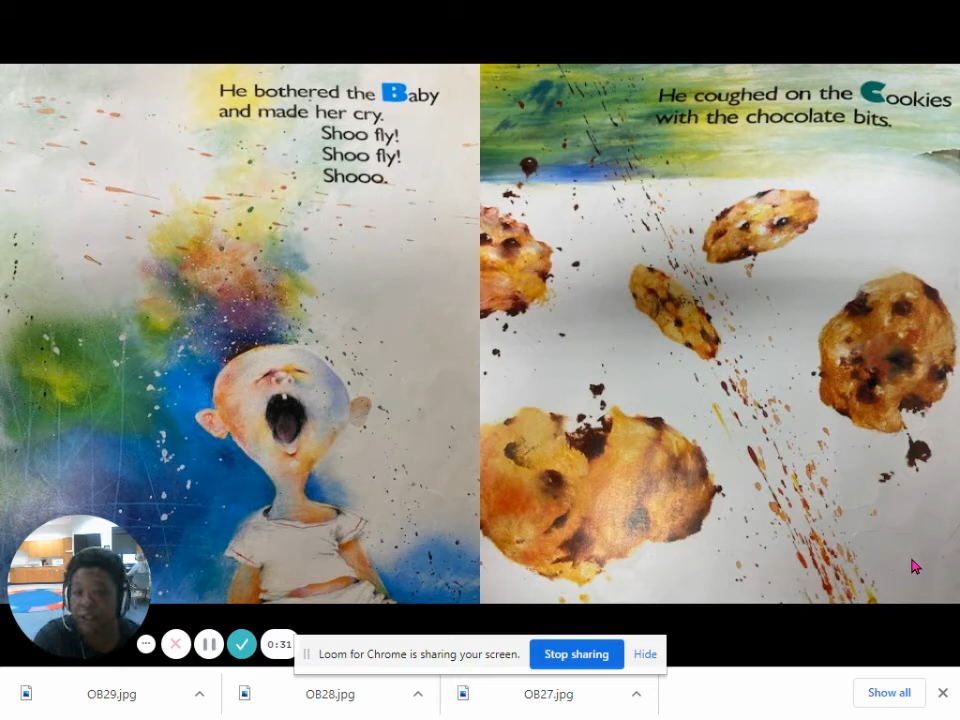 He bothered the Baby
and made her cry.
Shoo fly!
Shoo fly!
Shooo.
He coughed on the Cookies
with the chocolate bits.
0:31
Loom for Chrome is sharing your screen.
Stop sharing
Hide
OB29.jpg
OB28.jpg
OB27.jpg
Show all